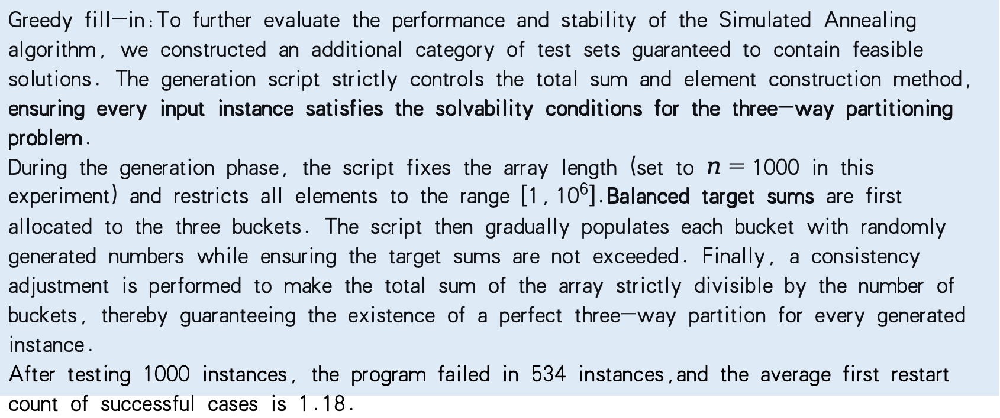 Greedy fill—in:To further evaluate the performance and stability of the Simulated Annealing
algorithm, we constructed an additional category of test sets guaranteed to contain feasible
solutions. The generation script strictly controls the total sum and element construction method,
ensuring every input instance satisfies the solvability conditions for the three—way partitioning
problem.
During the generation phase, the script fixes the array length (set to n = 1000 in this
experiment) and restricts all elements to the range [1, 10⁶].Balanced target sums are first
allocated to the three buckets. The script then gradually populates each bucket with randomly
generated numbers while ensuring the target sums are not exceeded. Finally, a consistency
adjustment is performed to make the total sum of the array strictly divisible by the number of
buckets, thereby guaranteeing the existence of a perfect three—way partition for every generated
instance.
After testing 1000 instances, the program failed in 534 instances,and the average first restart
count of successful cases is 1.18.